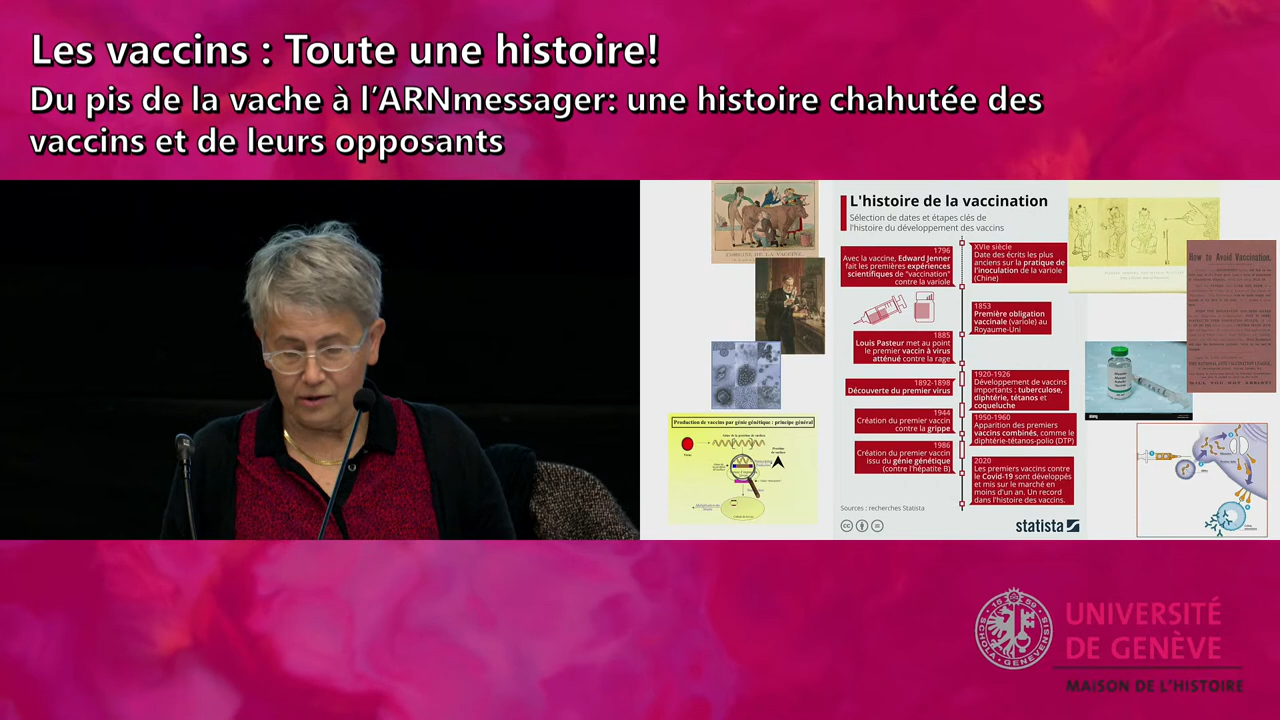 Les vaccins : Toute une histoire!
Du pis de la vache à l'ARNmessager: une histoire chahutée des
vaccins et de leurs opposants
L'histoire de la vaccination
Sélection de dates et étapes clés de
l'histoire du développement des vaccins
XVIe siècle
Date des écrits les plus
anciens sur la pratique de
l'inoculation de la variole
(Chine)
1796
Avec la vaccine, Edward Jenner
fait les premières expériences
scientifiques de "vaccination"
contre la variole
1853
Première obligation
vaccinale (variole) au
Royaume-Uni
1885
Louis Pasteur met au point
le premier vaccin à virus
atténué contre la rage
1892-1898
Découverte du premier virus
1920-1926
Développement de vaccins
importants : tuberculose,
diphtérie, tétanos et
coqueluche
1944
Création du premier vaccin
contre la grippe
1950-1960
Apparition des premiers
vaccins combinés, comme le
diphtérie-tétanos-polio (DTP)
1986
Création du premier vaccin
issu du génie génétique
(contre l'hépatite B)
2020
Les premiers vaccins contre
le Covid-19 sont développés
et mis sur le marché en
moins d'un an. Un record
dans l'histoire des vaccins.
Sources : recherches Statista
statista
How to Avoid Vaccination.
WILL YOU NOT
Production de vaccins par génie génétique : principe général
UNIVERSITÉ
DE GENÈVE
MAISON DE L'HISTOIRE
1559
SCHOLA GENEVENSIS